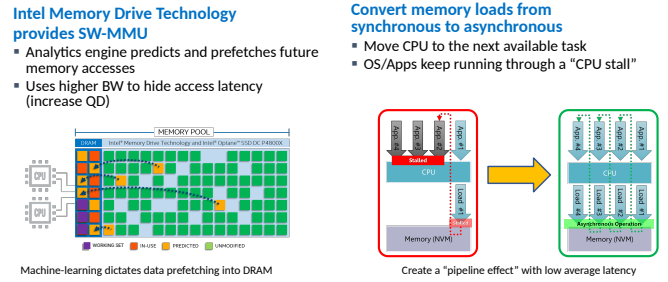 Intel Memory Drive Technology
provides SW-MMU
▪ Analytics engine predicts and prefetches future
memory accesses
▪ Uses higher BW to hide access latency
(increase QD)
MEMORY POOL
DRAM
Intel® Memory Drive Technology and Intel® Optane™ SSD DC P4800X
CPU
CPU
WORKING SET
IN-USE
PREDICTED
UNMODIFIED
Machine-learning dictates data prefetching into DRAM
Convert memory loads from
synchronous to asynchronous
▪ Move CPU to the next available task
▪ OS/Apps keep running through a “CPU stall”
App. #4
App. #3
App. #2
App. #1
Stalled
CPU
Load #1
Stalled
Memory (NVM)
App. #4
App. #3
App. #2
App. #1
CPU
Load #4
Load #3
Load #2
Load #1
Asynchronous Operation
Memory (NVM)
Create a “pipeline effect” with low average latency